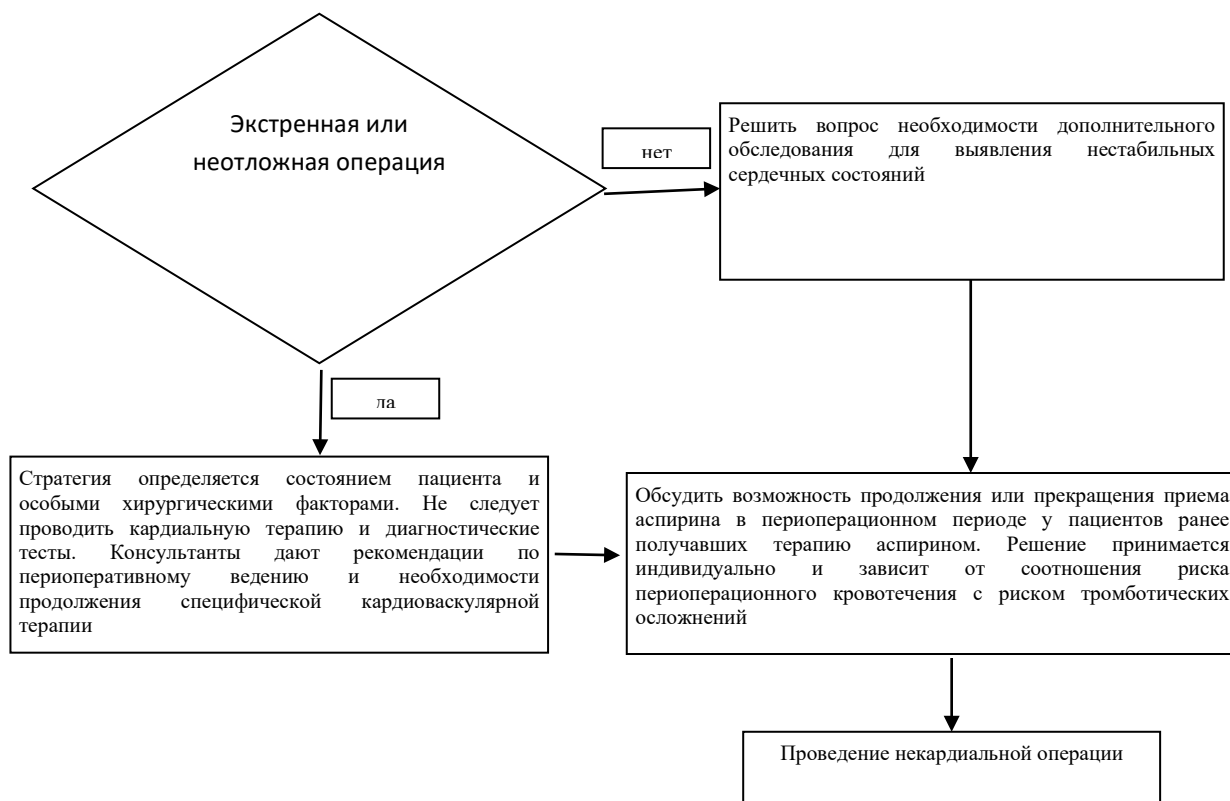 Экстренная или
неотложная операция
нет
Решить вопрос необходимости дополнительного
обследования для выявления нестабильных
сердечных состояний
да
Стратегия определяется состоянием пациента и
особыми хирургическими факторами. Не следует
проводить кардиальную терапию и диагностические
тесты. Консультанты дают рекомендации по
периоперативному ведению и необходимости
продолжения специфической кардиоваскулярной
терапии
Обсудить возможность продолжения или прекращения приема
аспирина в периоперационном периоде у пациентов ранее
получавших терапию аспирином. Решение принимается
индивидуально и зависит от соотношения риска
периоперационного кровотечения с риском тромботических
осложнений
Проведение некардиальной операции